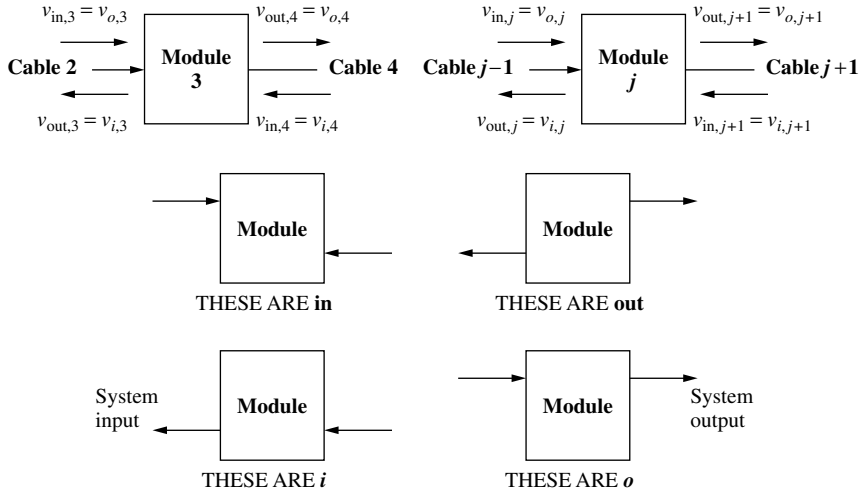 v_in,3 = v_o,3
v_out,4 = v_o,4
Cable 2
Module
3
Cable 4
v_out,3 = v_i,3
v_in,4 = v_i,4
v_in,j = v_o,j
v_out,j+1 = v_o,j+1
Cable j−1
Module
j
Cable j+1
v_out,j = v_i,j
v_in,j+1 = v_i,j+1
Module
THESE ARE in
Module
THESE ARE out
System
input
Module
THESE ARE i
Module
System
output
THESE ARE o